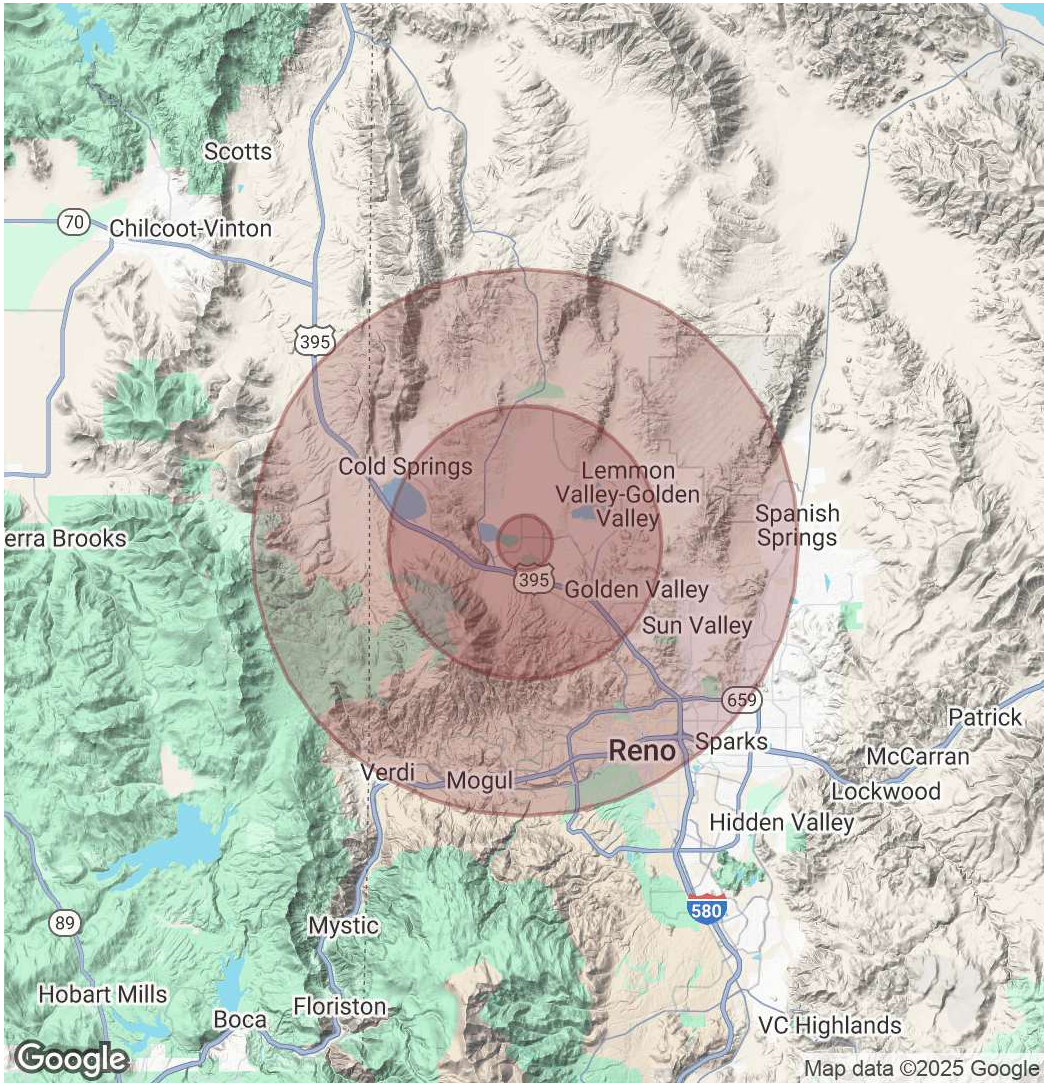 Scotts
70
Chilcoot-Vinton
395
Cold Springs
Lemmon
Valley-Golden
Valley
Spanish
Springs
erra Brooks
395
Golden Valley
Sun Valley
659
Patrick
Reno
Sparks
McCarran
Verdi
Mogul
Lockwood
Hidden Valley
580
89
Mystic
Hobart Mills
Floriston
Boca
VC Highlands
Google
Map data ©2025 Google